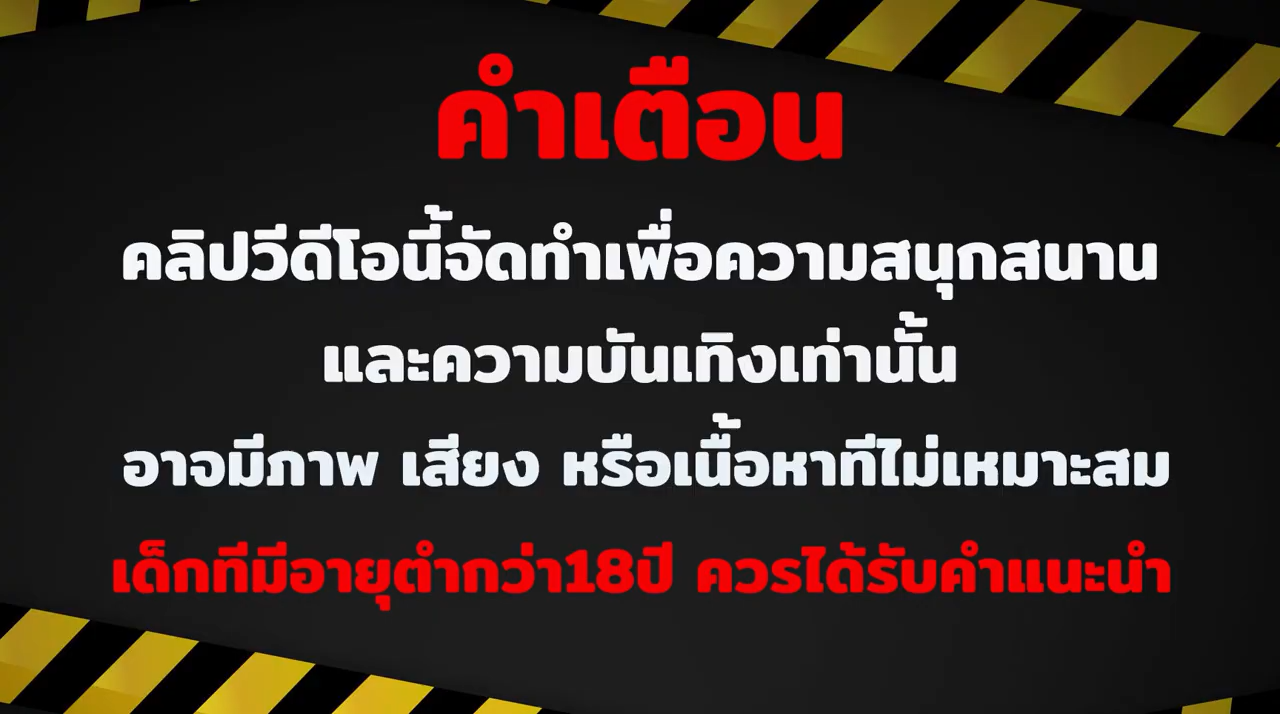 คำเตือน
คลิปวีดีโอนี้จัดทำเพื่อความสนุกสนาน
และความบันเทิงเท่านั้น
อาจมีภาพ เสียง หรือเนื้อหาทีไม่เหมาะสม
เด็กทีมีอายุตำกว่า18ปี ควรได้รับคำแนะนำ